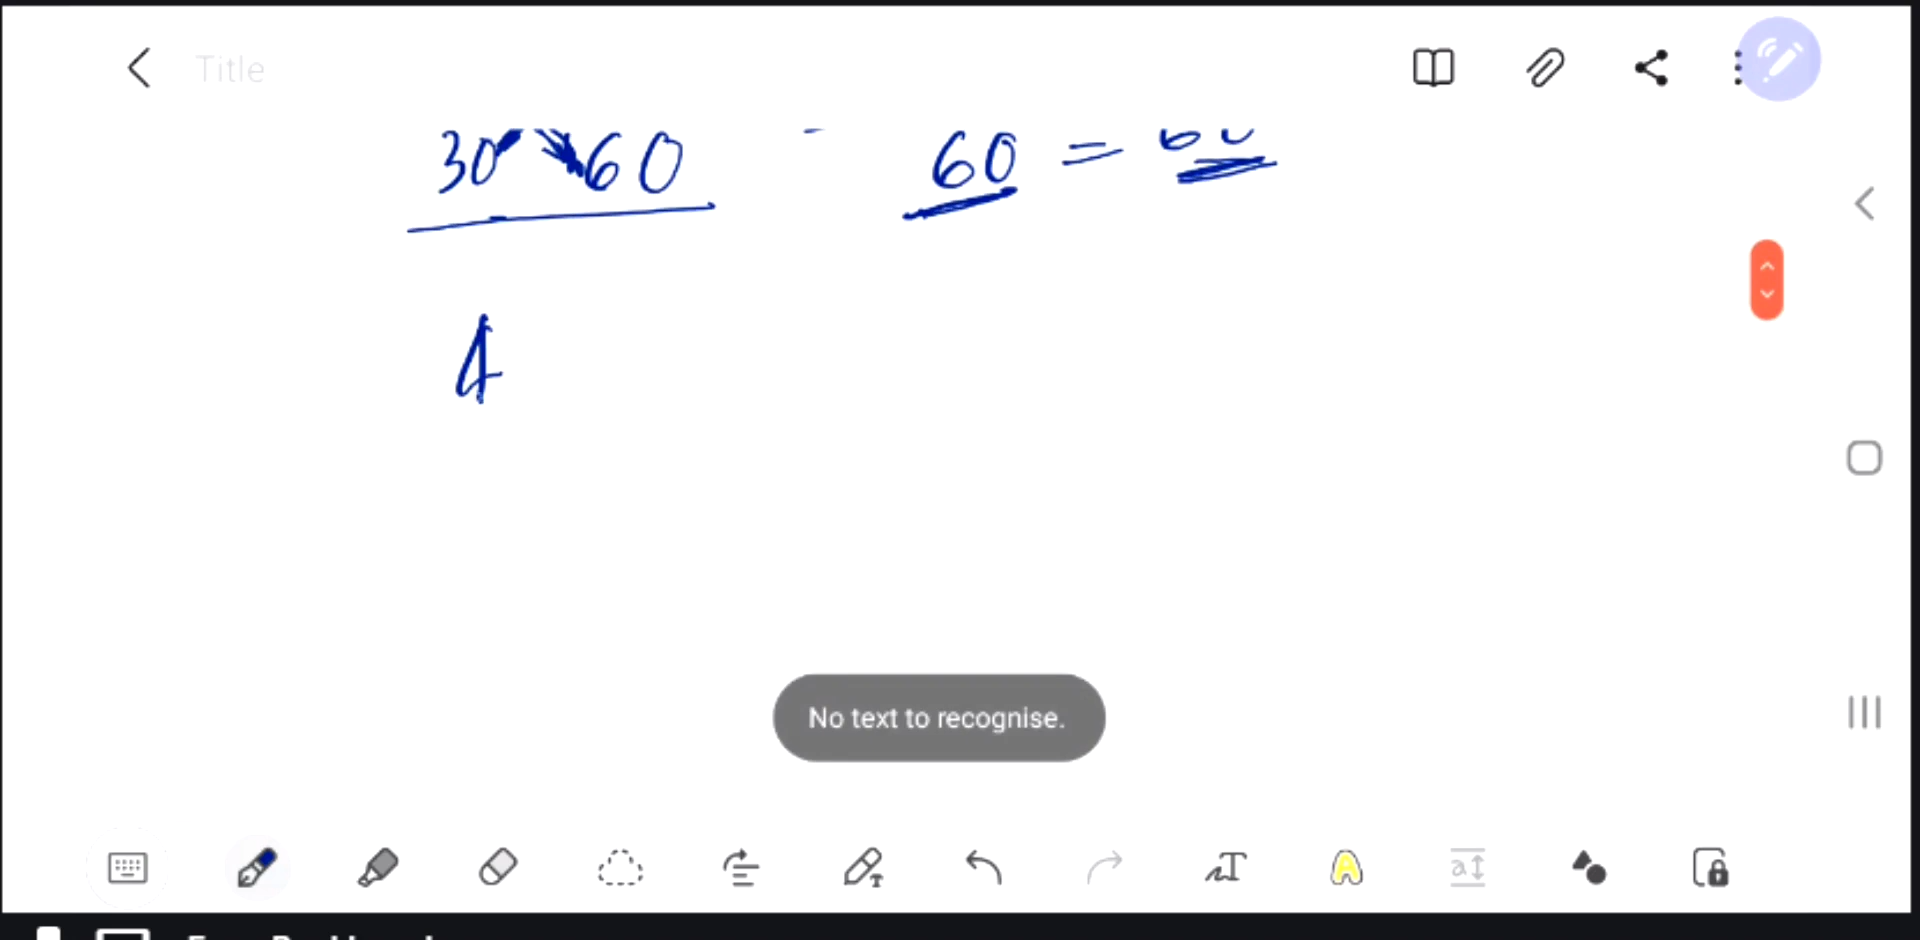 Title
30 60 - 60 =
4
No text to recognise.